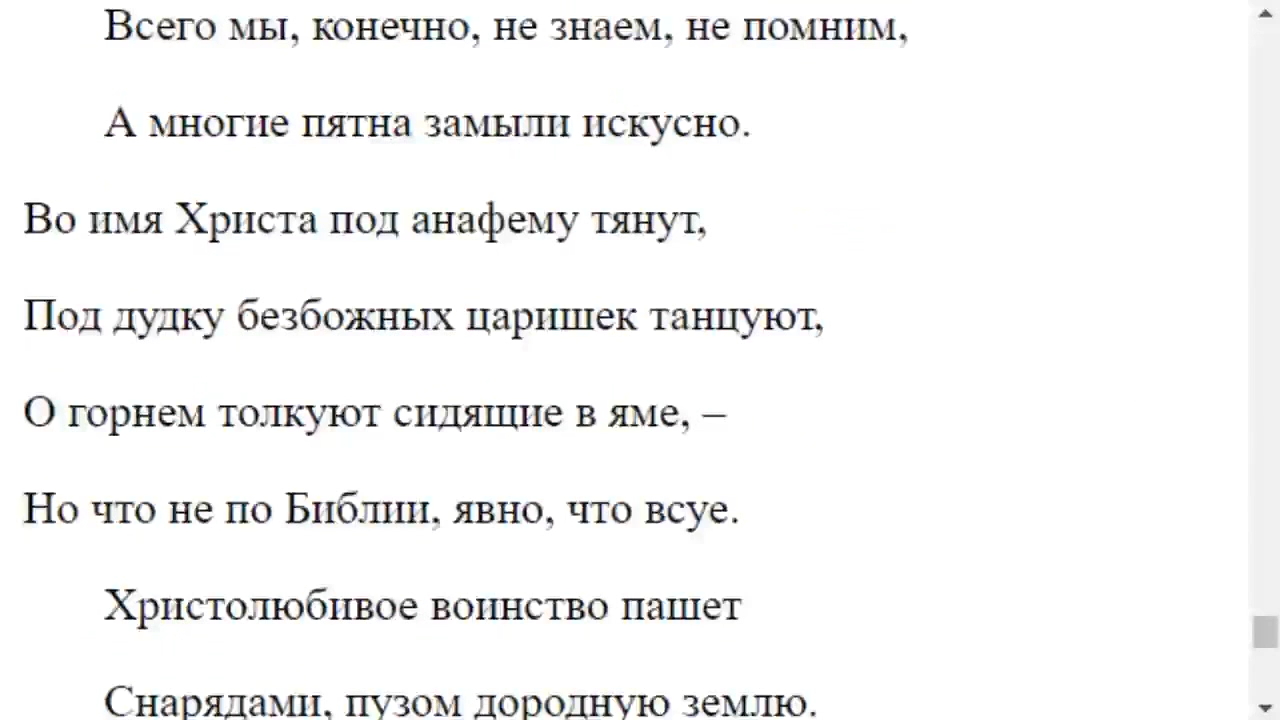 Всего мы, конечно, не знаем, не помним,
А многие пятна замыли искусно.
Во имя Христа под анафему тянут,
Под дудку безбожных царишек танцуют,
О горнем толкуют сидящие в яме, –
Но что не по Библии, явно, что всуе.
Христолюбивое воинство пашет
Снарядами, пузом дородную землю.